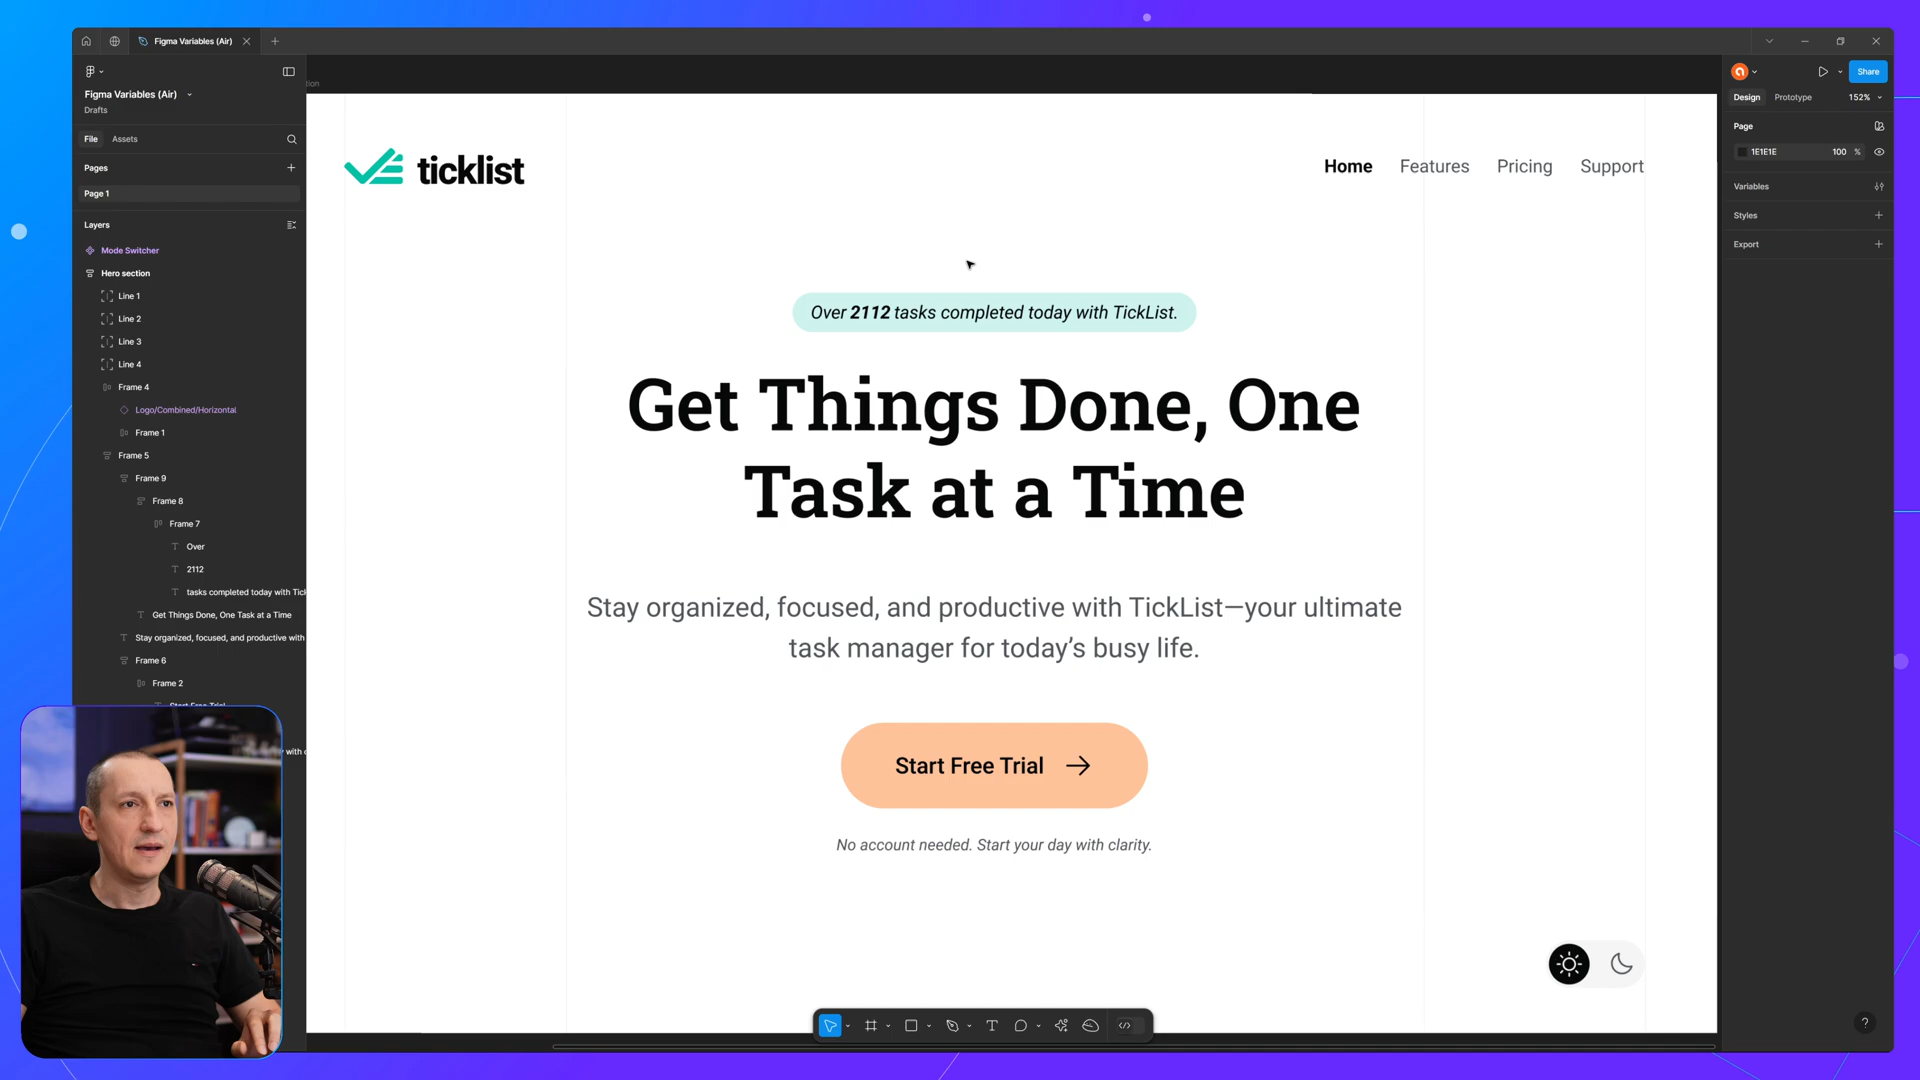 Figma Variables (Air)
Figma Variables (Air)
Drafts
File
Assets
Pages
Page 1
Layers
Mode Switcher
Hero section
Line 1
Line 2
Line 3
Line 4
Frame 4
Logo/Combined/Horizontal
Frame 1
Frame 5
Frame 9
Frame 8
Frame 7
Over
2112
tasks completed today with Tick
Get Things Done, One Task at a Time
Stay organized, focused, and productive with
Frame 6
Frame 2
Start Free Trial
with
tion
ticklist
Home
Features
Pricing
Support
Over 2112 tasks completed today with TickList.
Get Things Done, One
Task at a Time
Stay organized, focused, and productive with TickList—your ultimate
task manager for today's busy life.
Start Free Trial
No account needed. Start your day with clarity.
Share
Design
Prototype
152%
Page
1E1E1E
100
%
Variables
Styles
Export
?